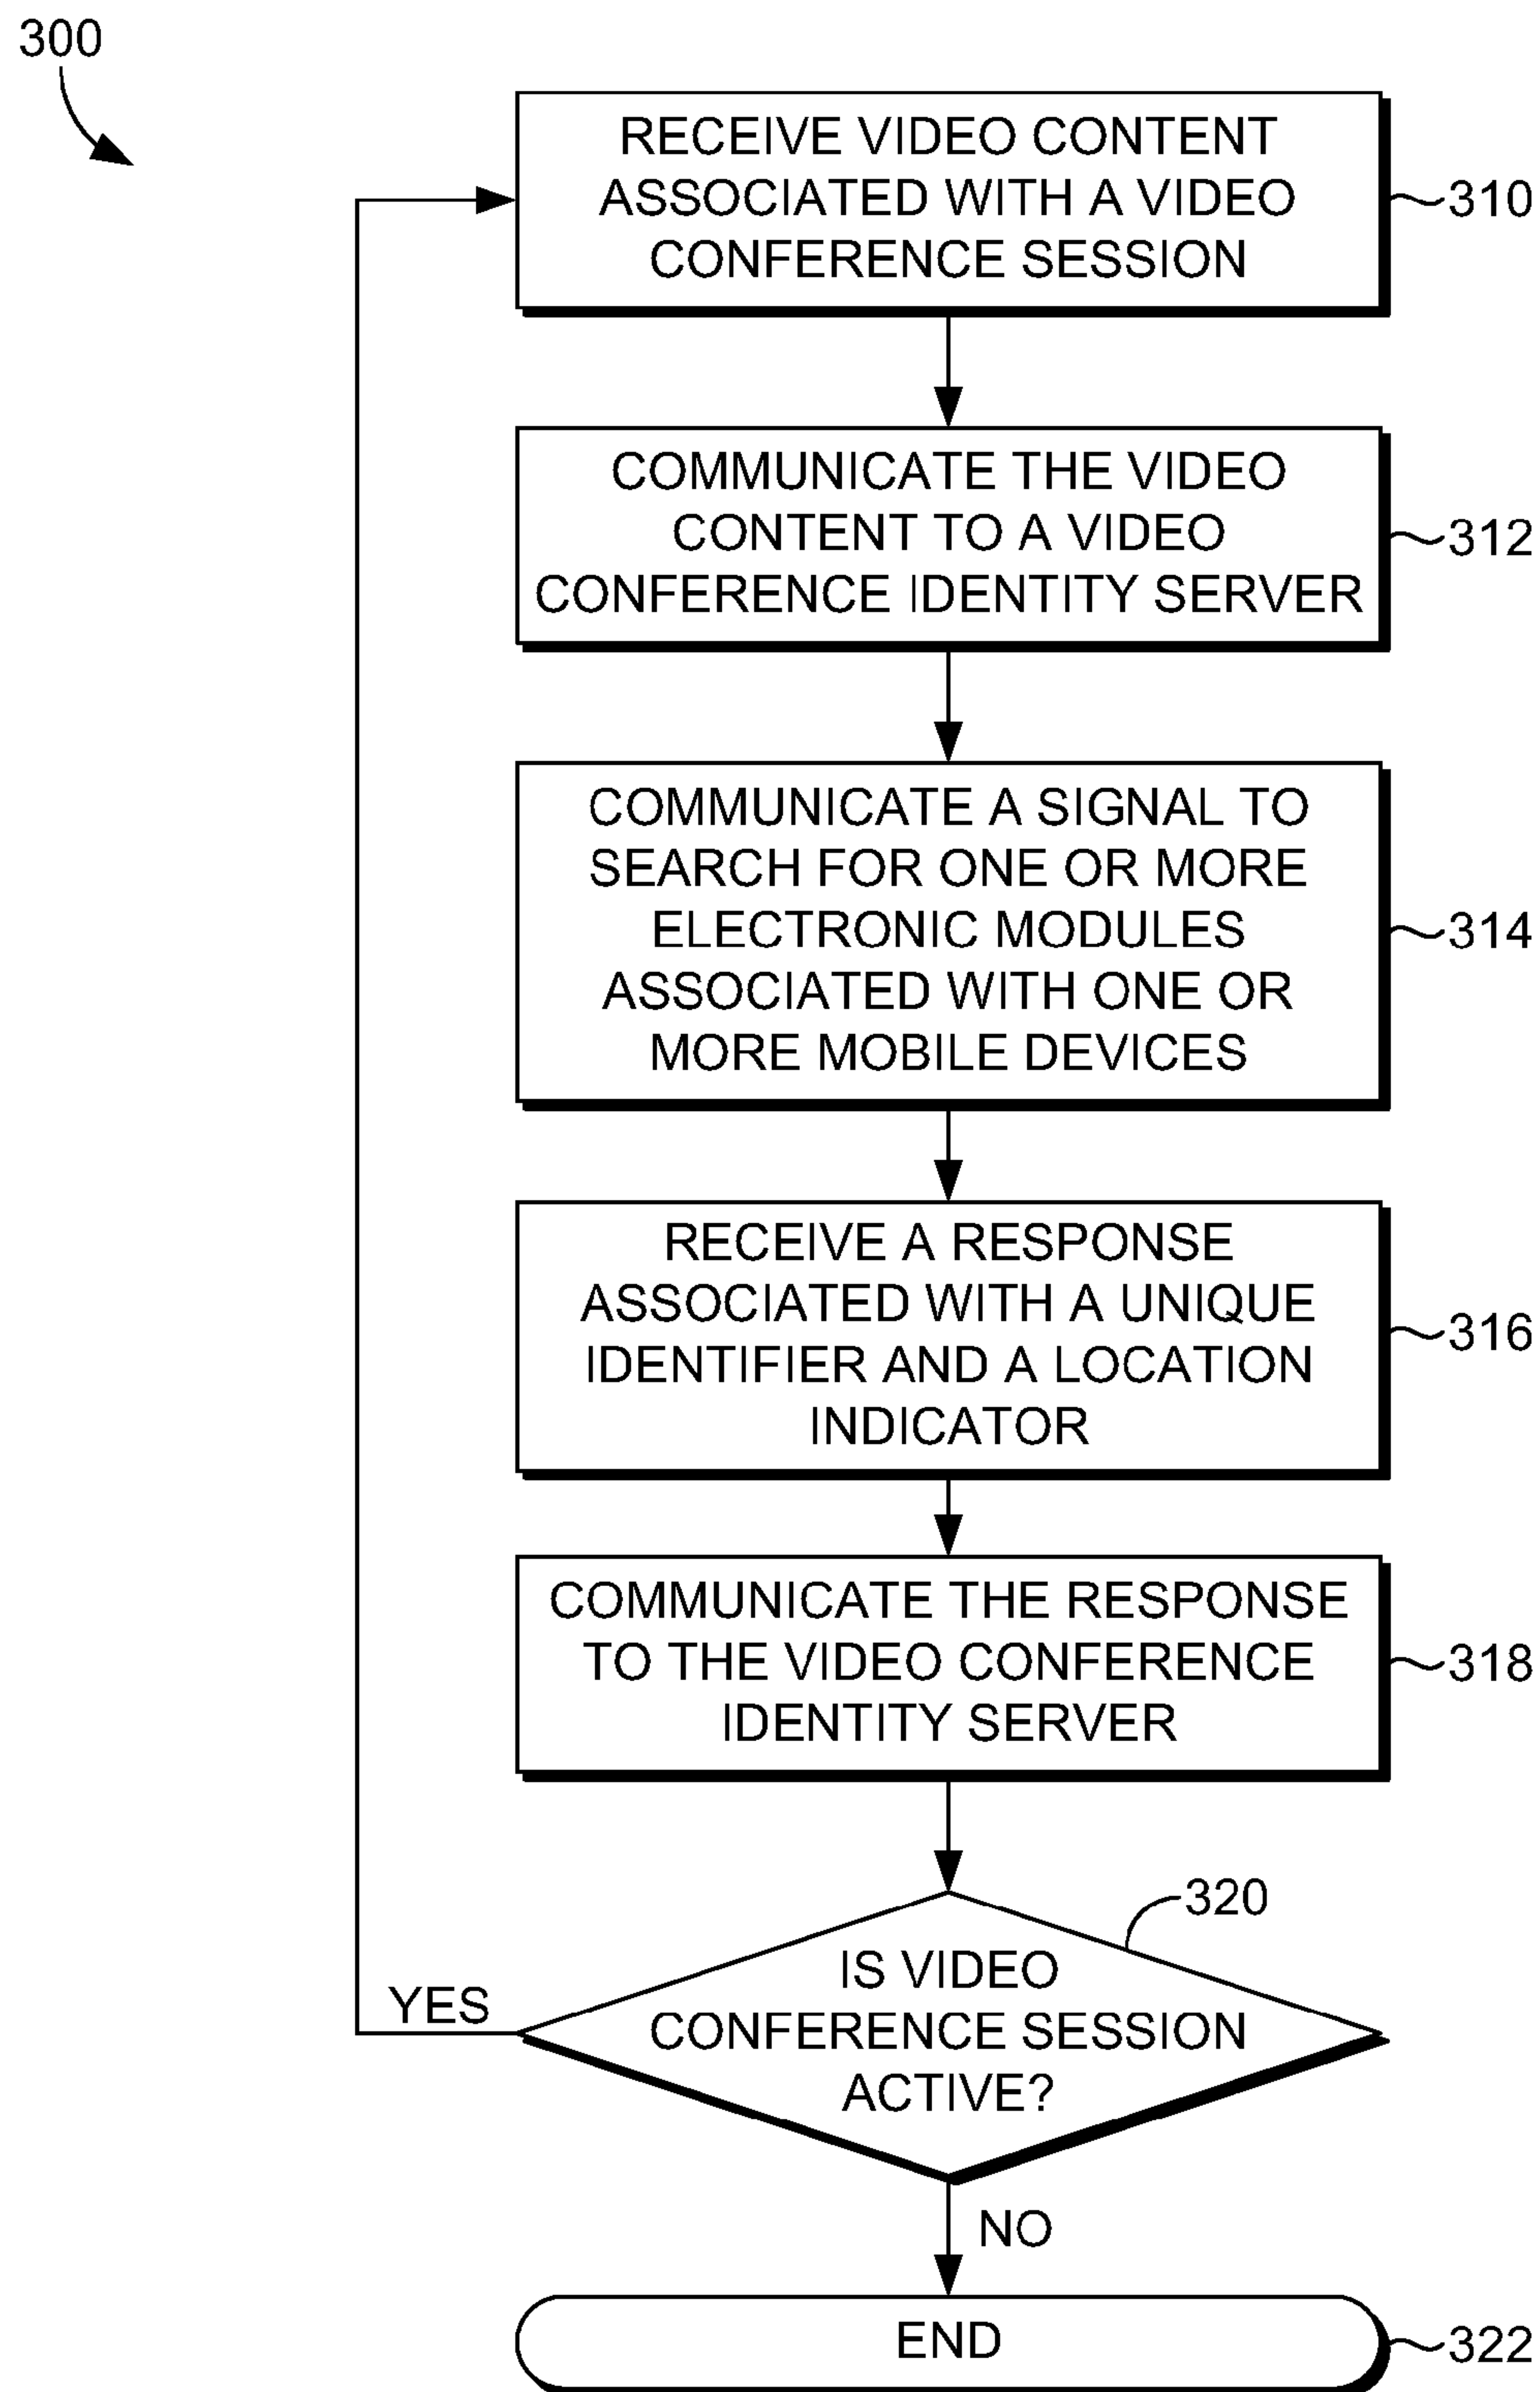 300
RECEIVE VIDEO CONTENT
ASSOCIATED WITH A VIDEO
CONFERENCE SESSION
310
COMMUNICATE THE VIDEO
CONTENT TO A VIDEO
CONFERENCE IDENTITY SERVER
312
COMMUNICATE A SIGNAL TO
SEARCH FOR ONE OR MORE
ELECTRONIC MODULES
ASSOCIATED WITH ONE OR
MORE MOBILE DEVICES
314
RECEIVE A RESPONSE
ASSOCIATED WITH A UNIQUE
IDENTIFIER AND A LOCATION
INDICATOR
316
COMMUNICATE THE RESPONSE
TO THE VIDEO CONFERENCE
IDENTITY SERVER
318
320
IS VIDEO
CONFERENCE SESSION
ACTIVE?
YES
NO
END
322